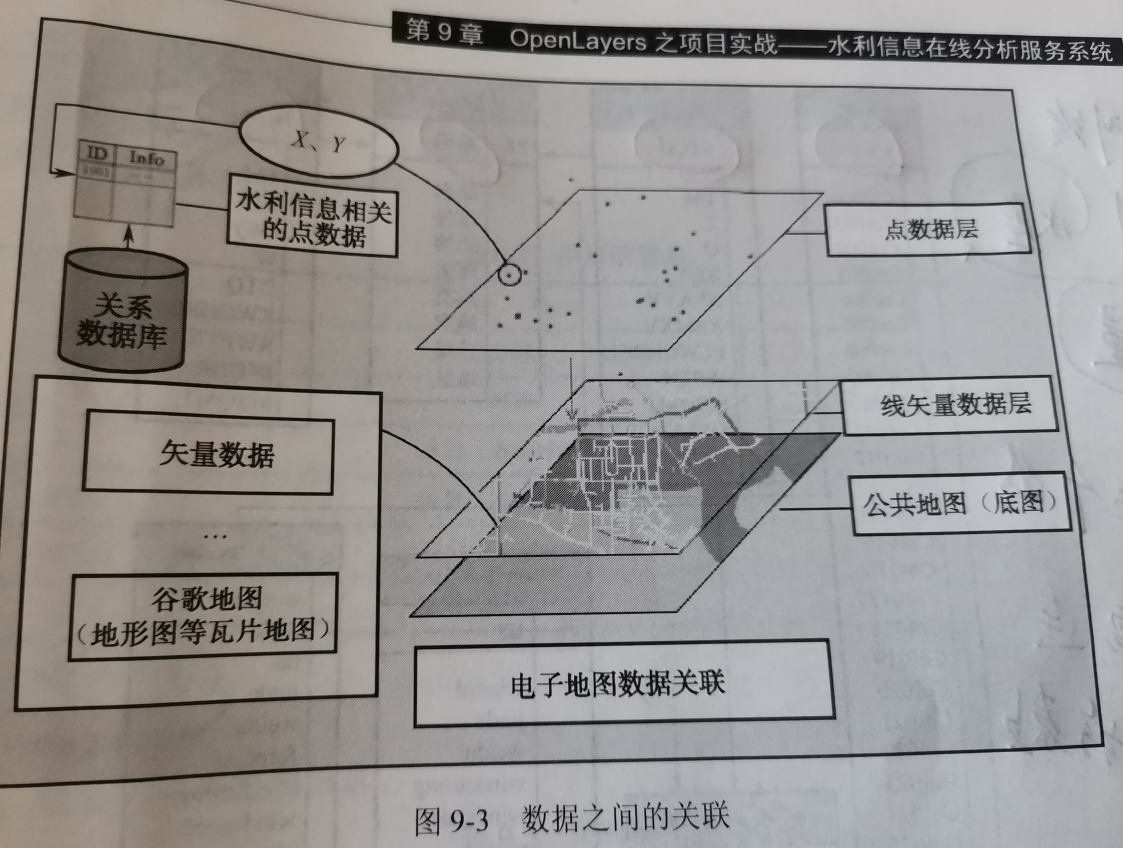 第9章 OpenLayers 之项目实战——水利信息在线分析服务系统
X、Y
ID Info
1001
水利信息相关
的点数据
关系
数据库
点数据层
线矢量数据层
公共地图（底图）
矢量数据
…
谷歌地图
（地形图等瓦片地图）
电子地图数据关联
图 9-3 数据之间的关联